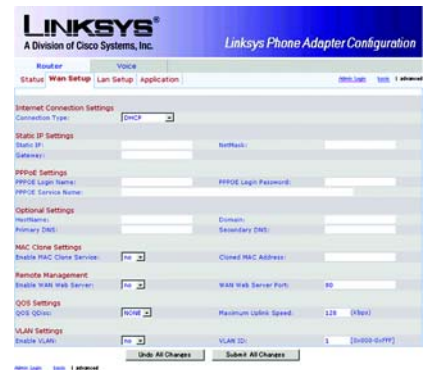 LINKSYS®
A Division of Cisco Systems, Inc.
Linksys Phone Adapter Configuration
Router Voice
Status Wan Setup Lan Setup Application Admin Login basic | advanced
Internet Connection Settings
Connection Type: DHCP
Static IP Settings
Static IP: NetMask:
Gateway:
PPPoE Settings
PPPOE Login Name: PPPOE Login Password:
PPPOE Service Name:
Optional Settings
HostName: Domain:
Primary DNS: Secondary DNS:
MAC Clone Settings
Enable MAC Clone Service: no Cloned MAC Address:
Remote Management
Enable WAN Web Server: no WAN Web Server Port: 80
QOS Settings
QOS QDisc: NONE Maximum Uplink Speed: 128 (Kbps)
VLAN Settings
Enable VLAN: no VLAN ID: 1 [0x000-0xFFF]
Undo All Changes Submit All Changes
Admin Login basic | advanced